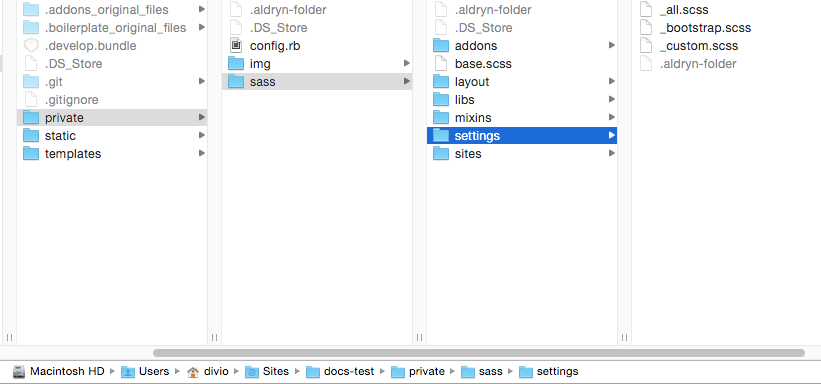 .addons_original_files
.boilerplate_original_files
.develop.bundle
.DS_Store
.git
.gitignore
private
static
templates
.aldryn-folder
.DS_Store
config.rb
img
sass
.aldryn-folder
.DS_Store
addons
base.scss
layout
libs
mixins
settings
sites
_all.scss
_bootstrap.scss
_custom.scss
.aldryn-folder
Macintosh HD Users divio Sites docs-test private sass settings